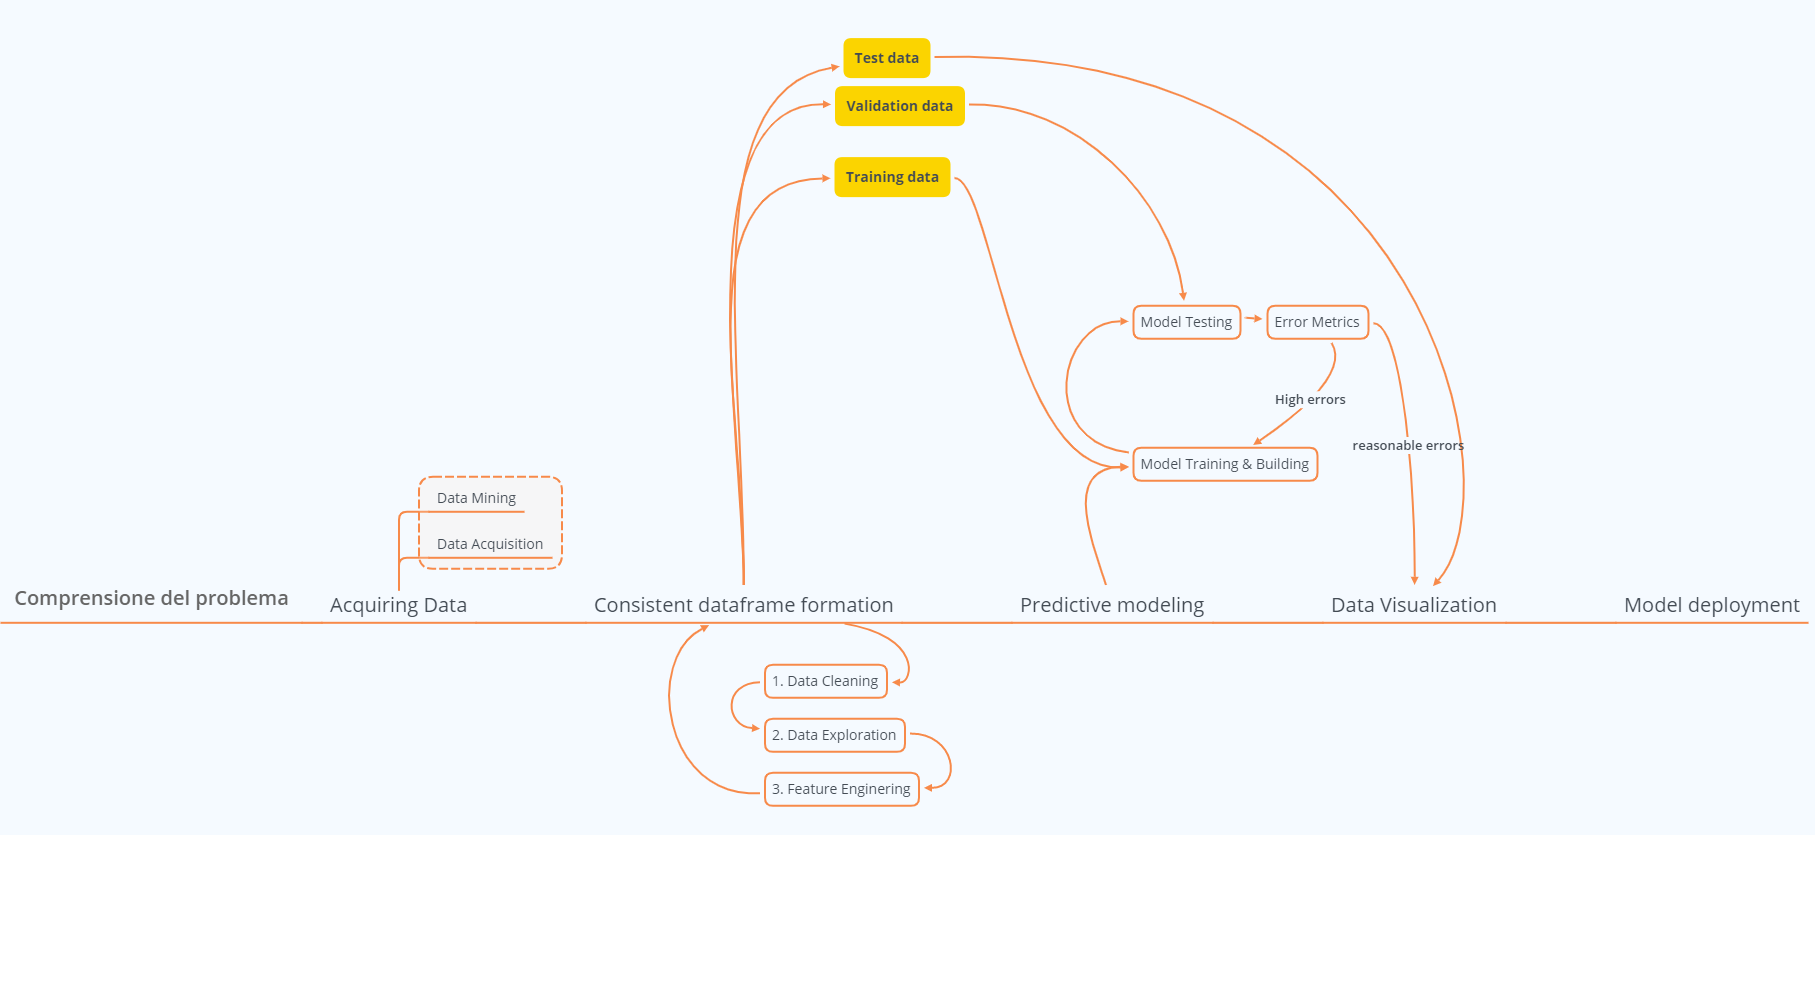 Test data
Validation data
Training data
Model Testing
Error Metrics
High errors
reasonable errors
Model Training & Building
Data Mining
Data Acquisition
Comprensione del problema
Acquiring Data
Consistent dataframe formation
Predictive modeling
Data Visualization
Model deployment
1. Data Cleaning
2. Data Exploration
3. Feature Enginering